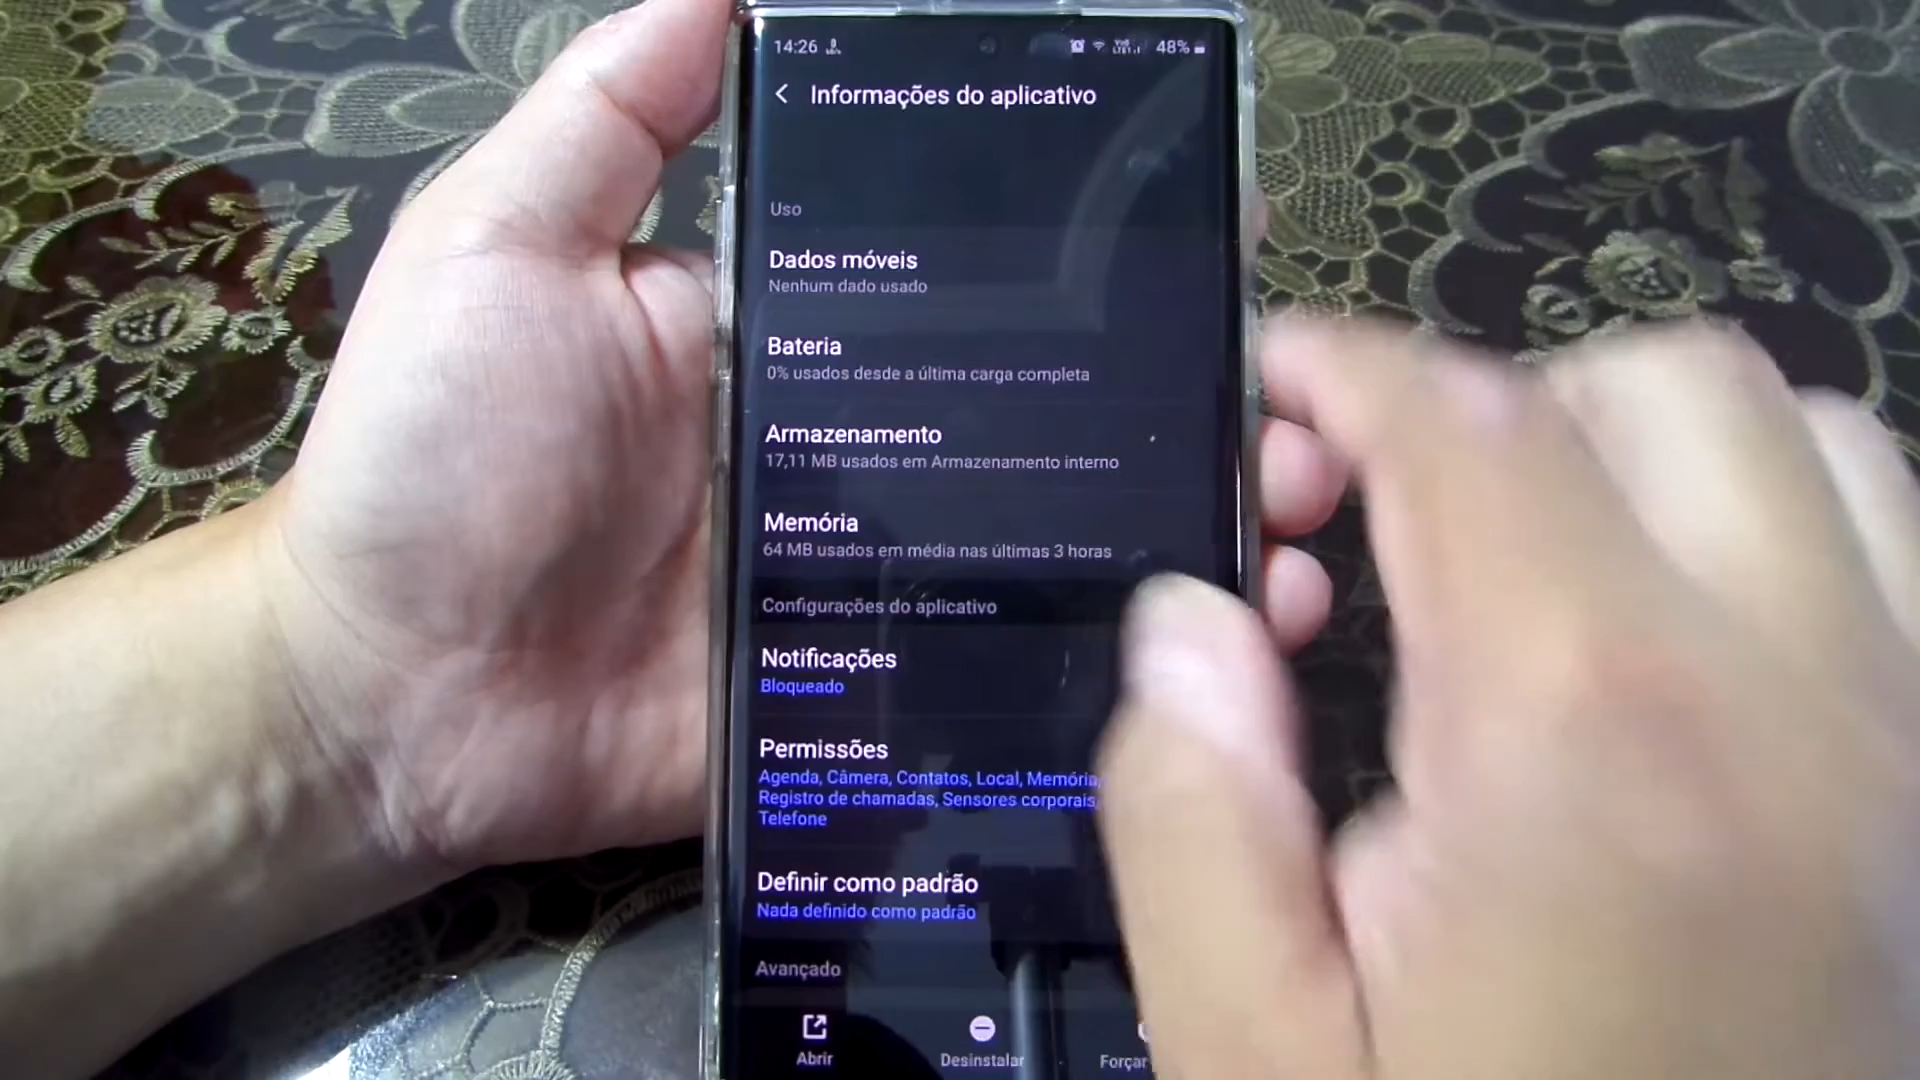 14:26
48%
Informações do aplicativo
Uso
Dados móveis
Nenhum dado usado
Bateria
0% usados desde a última carga completa
Armazenamento
17,11 MB usados em Armazenamento interno
Memória
64 MB usados em média nas últimas 3 horas
Configurações do aplicativo
Notificações
Bloqueado
Permissões
Agenda, Câmera, Contatos, Local, Memória,
Registro de chamadas, Sensores corporais,
Telefone
Definir como padrão
Nada definido como padrão
Avançado
Abrir
Desinstalar
Forçar